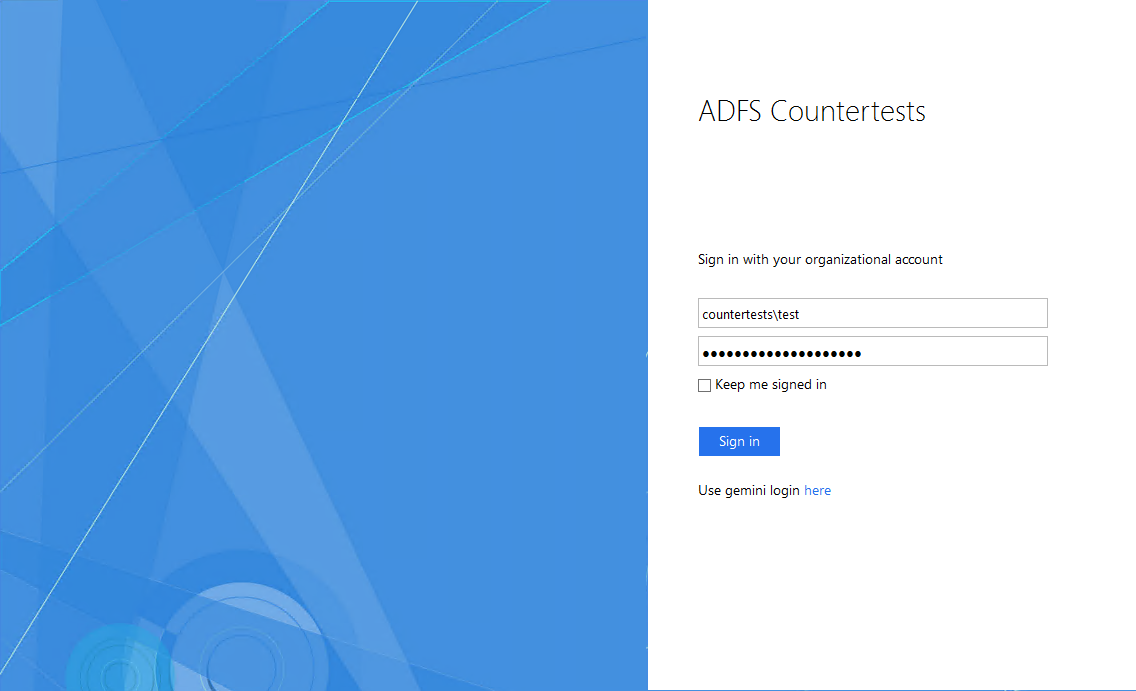 ADFS Countertests
Sign in with your organizational account
countertests\test
●●●●●●●●●●●●●●●●●●●●
Keep me signed in
Sign in
Use gemini login here